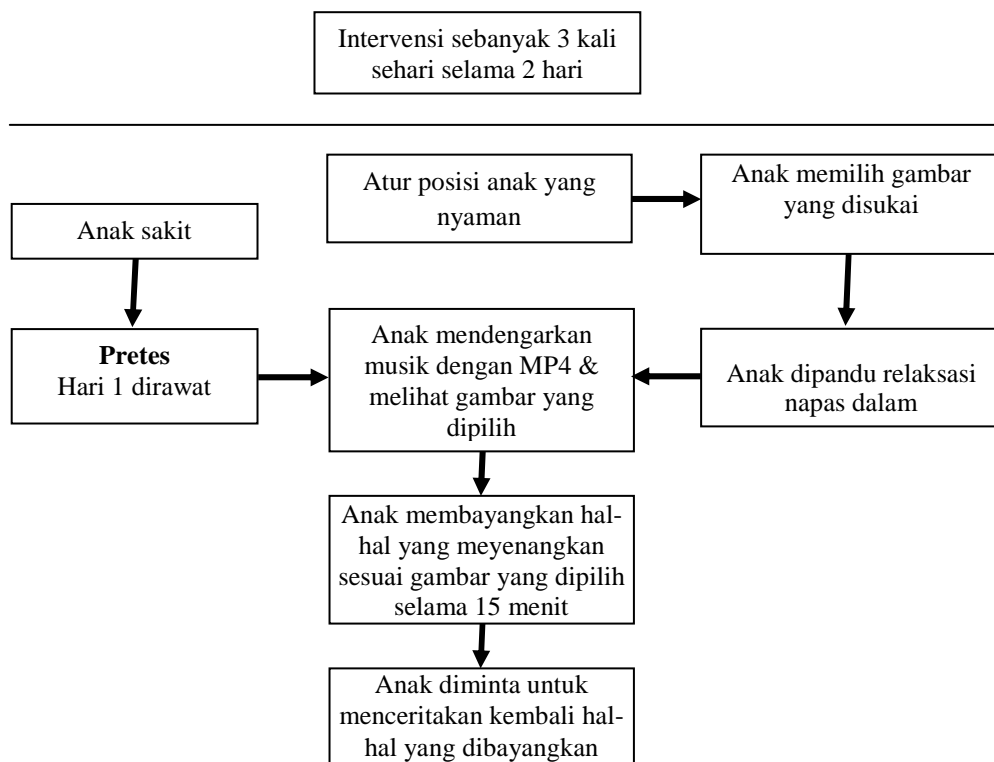 Intervensi sebanyak 3 kali
sehari selama 2 hari
Atur posisi anak yang
nyaman
Anak memilih gambar
yang disukai
Anak sakit
Pretes
Hari 1 dirawat
Anak mendengarkan
musik dengan MP4 &
melihat gambar yang
dipilih
Anak dipandu relaksasi
napas dalam
Anak membayangkan hal-
hal yang meyenangkan
sesuai gambar yang dipilih
selama 15 menit
Anak diminta untuk
menceritakan kembali hal-
hal yang dibayangkan